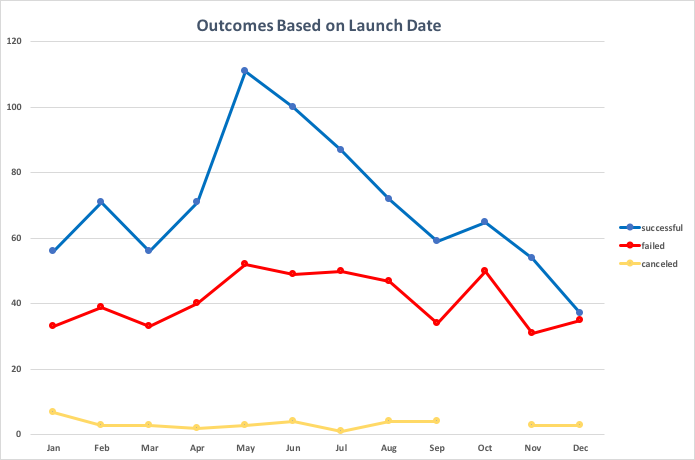 Outcomes Based on Launch Date
120
100
80
60
40
20
0
Jan Feb Mar Apr May Jun Jul Aug Sep Oct Nov Dec
successful
failed
canceled